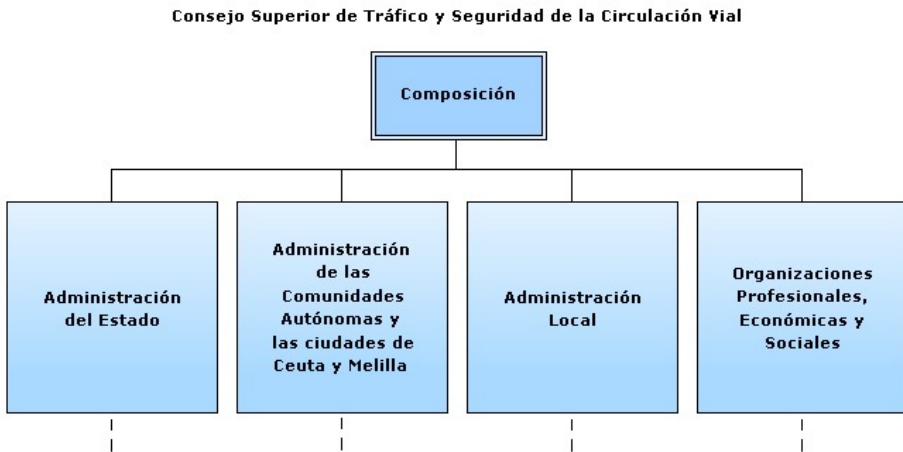 Consejo Superior de Tráfico y Seguridad de la Circulación Vial
Composición
Administración
del Estado
Administración
de las
Comunidades
Autónomas y
las ciudades de
Ceuta y Melilla
Administración
Local
Organizaciones
Profesionales,
Económicas y
Sociales